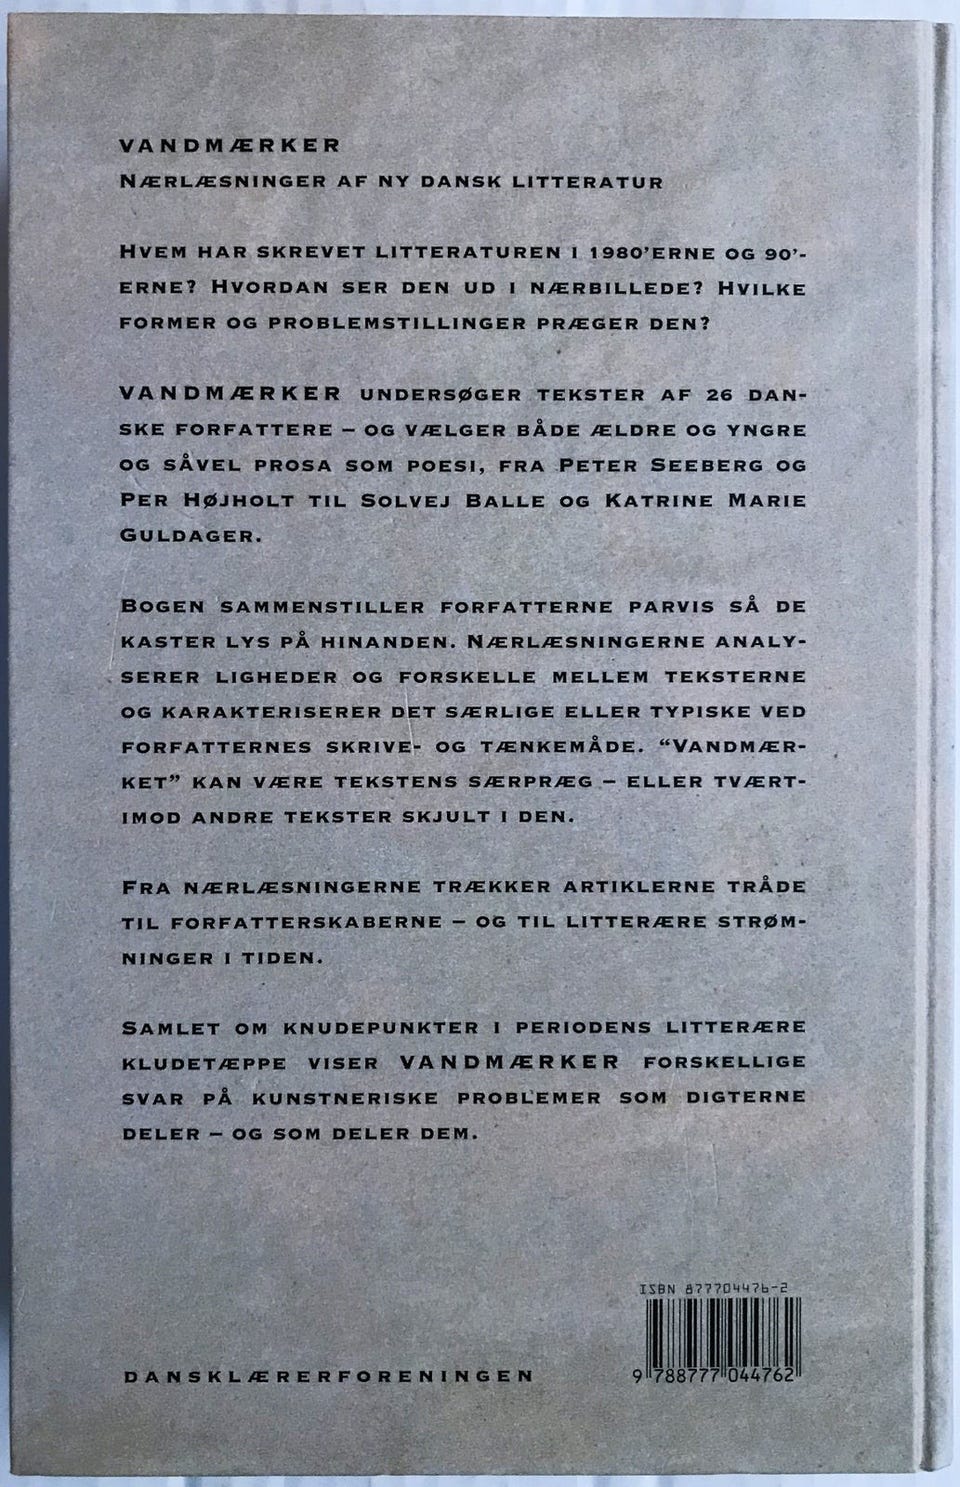 VANDMÆRKER
NÆRLÆSNINGER AF NY DANSK LITTERATUR
HVEM HAR SKREVET LITTERATUREN I 1980'ERNE OG 90'-
ERNE? HVORDAN SER DEN UD I NÆRBILLEDE? HVILKE
FORMER OG PROBLEMSTILLINGER PRÆGER DEN?
VANDMÆRKER UNDERSØGER TEKSTER AF 26 DAN-
SKE FORFATTERE – OG VÆLGER BÅDE ÆLDRE OG YNGRE
OG SÅVEL PROSA SOM POESI, FRA PETER SEEBERG OG
PER HØJHOLT TIL SOLVEJ BALLE OG KATRINE MARIE
GULDAGER.
BOGEN SAMMENSTILLER FORFATTERNE PARVIS SÅ DE
KASTER LYS PÅ HINANDEN. NÆRLÆSNINGERNE ANALY-
SERER LIGHEDER OG FORSKELLE MELLEM TEKSTERNE
OG KARAKTERISERER DET SÆRLIGE ELLER TYPISKE VED
FORFATTERNES SKRIVE- OG TÆNKEMÅDE. “VANDMÆR-
KET” KAN VÆRE TEKSTENS SÆRPRÆG – ELLER TVÆRT-
IMOD ANDRE TEKSTER SKJULT I DEN.
FRA NÆRLÆSNINGERNE TRÆKKER ARTIKLERNE TRÅDE
TIL FORFATTERSKABERNE – OG TIL LITTERÆRE STRØM-
NINGER I TIDEN.
SAMLET OM KNUDEPUNKTER I PERIODENS LITTERÆRE
KLUDETÆPPE VISER VANDMÆRKER FORSKELLIGE
SVAR PÅ KUNSTNERISKE PROBLEMER SOM DIGTERNE
DELER – OG SOM DELER DEM.
ISBN 877704476-2
9 788777 044762
DANSKLÆRERFORENINGEN